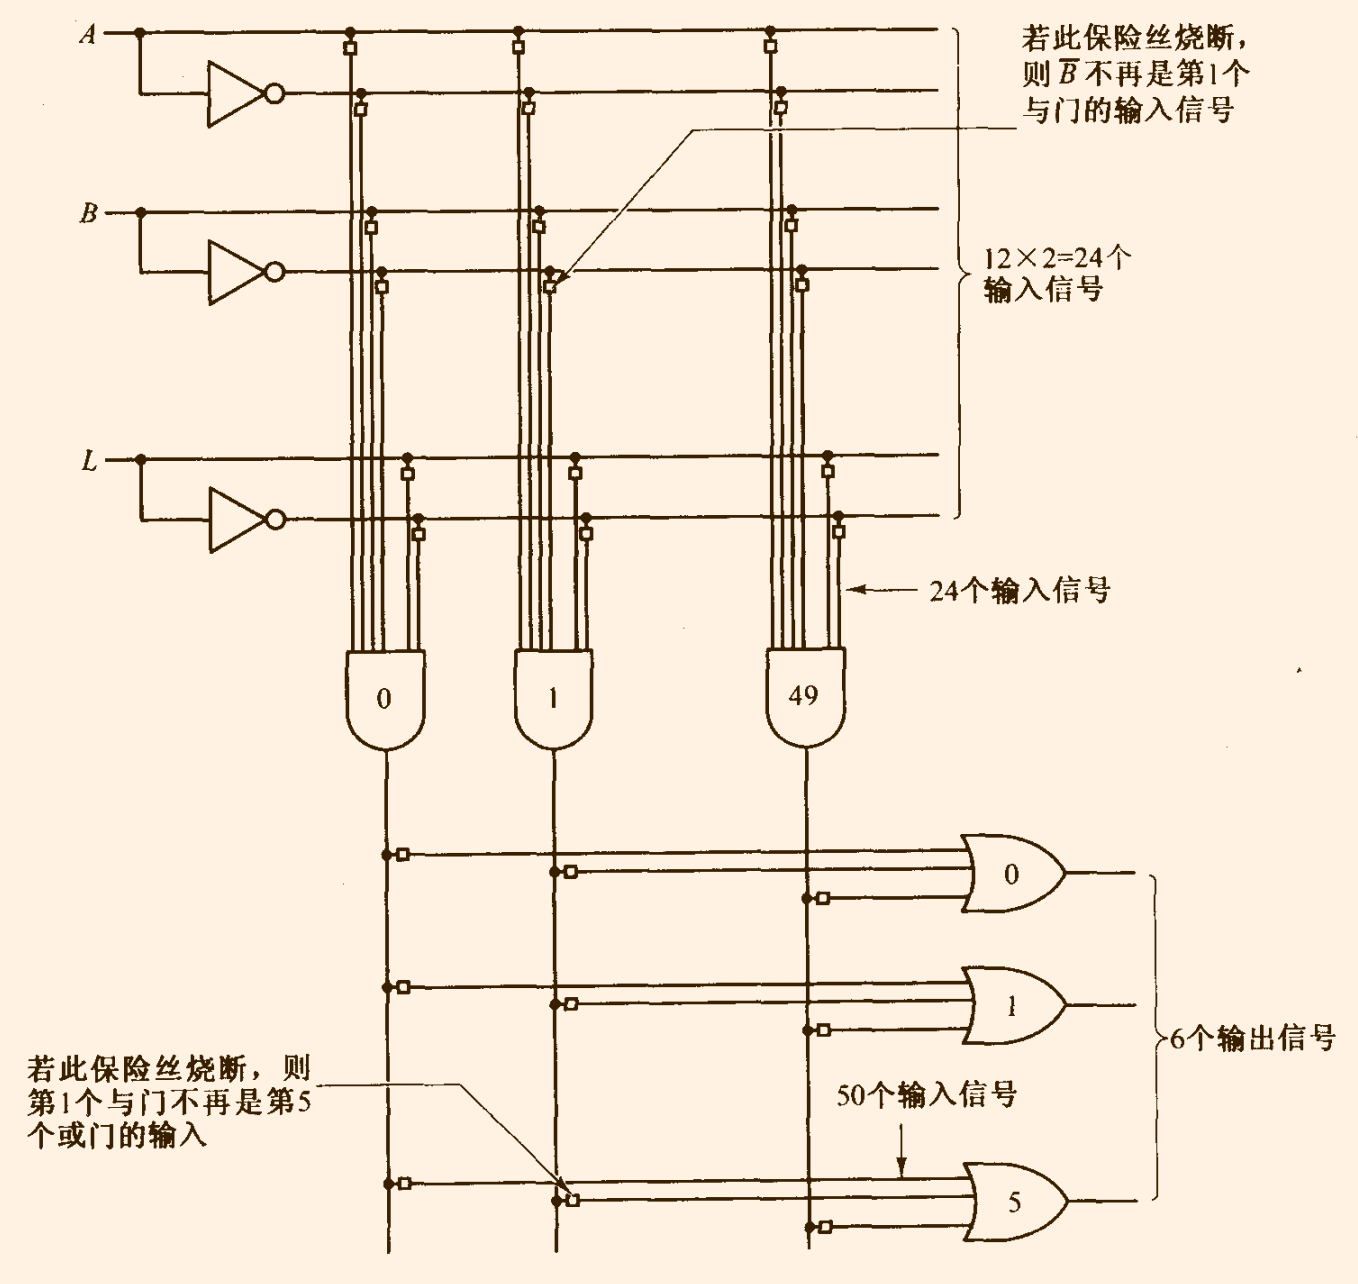 A
若此保险丝烧断，
则 B̅ 不再是第1个
与门的输入信号
B
12×2=24个
输入信号
L
24个输入信号
0
1
49
0
1
6个输出信号
若此保险丝烧断，则
第1个与门不再是第5
个或门的输入
50个输入信号
5